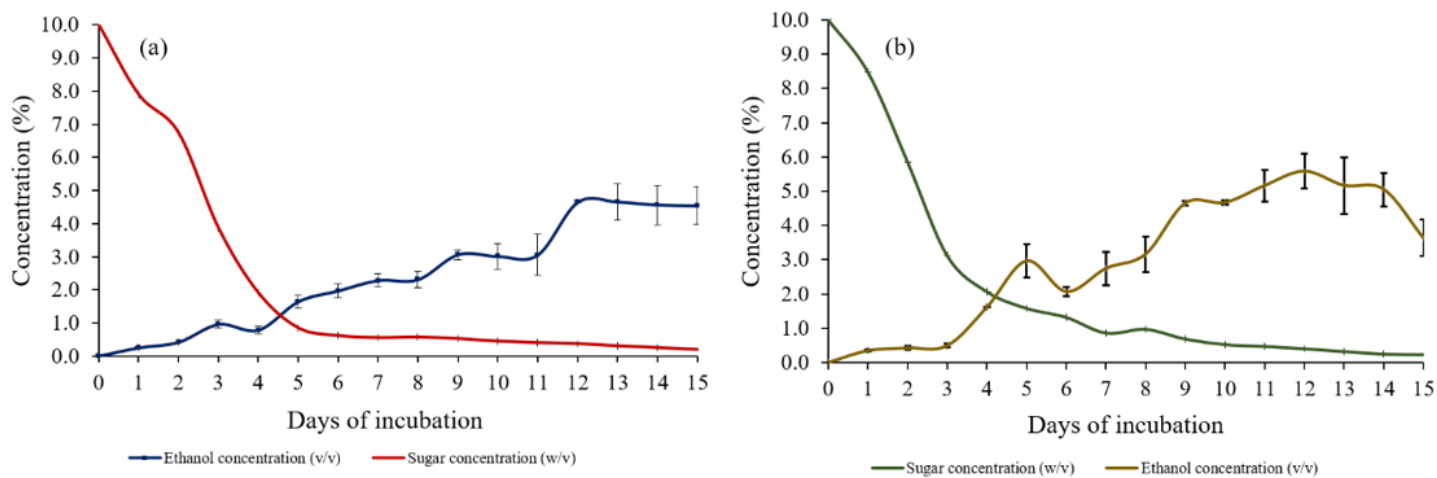 (a)
Concentration (%)
10.0
9.0
8.0
7.0
6.0
5.0
4.0
3.0
2.0
1.0
0.0
0 1 2 3 4 5 6 7 8 9 10 11 12 13 14 15
Days of incubation
Ethanol concentration (v/v) Sugar concentration (w/v)
(b)
Concentration (%)
10.0
9.0
8.0
7.0
6.0
5.0
4.0
3.0
2.0
1.0
0.0
0 1 2 3 4 5 6 7 8 9 10 11 12 13 14 15
Days of incubation
Sugar concentration (w/v) Ethanol concentration (v/v)